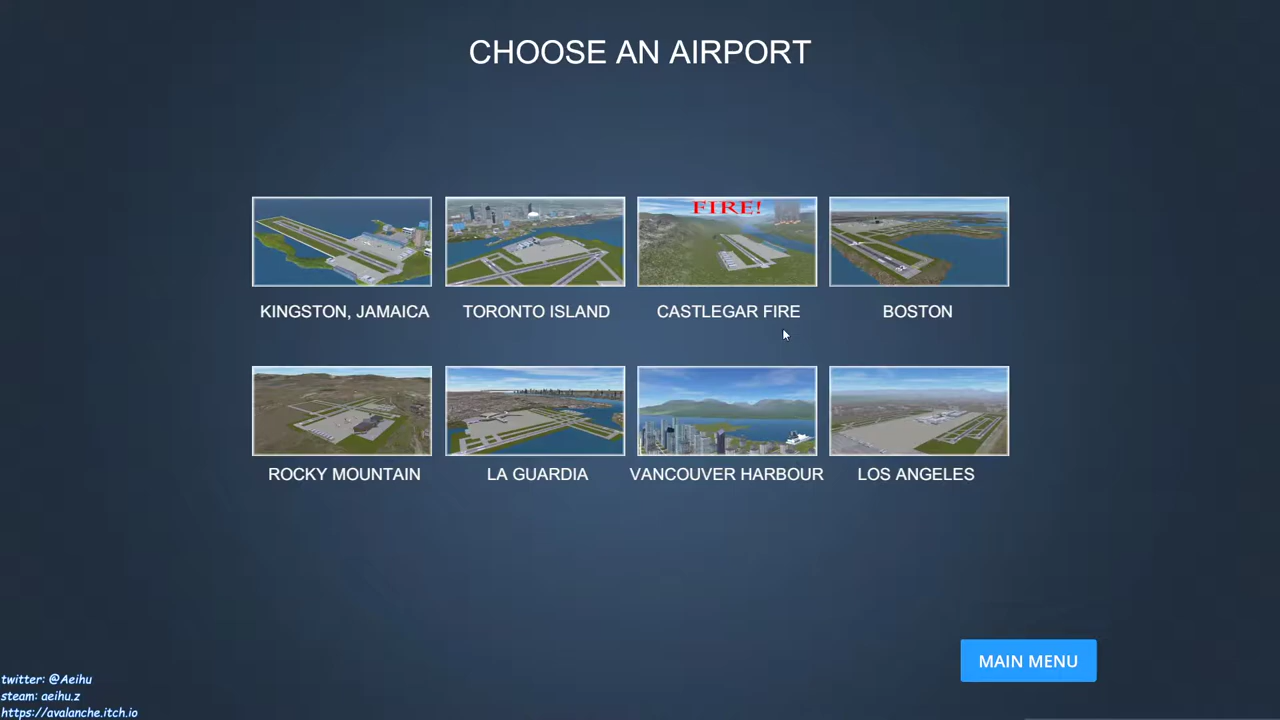 CHOOSE AN AIRPORT
FIRE!
KINGSTON, JAMAICA
TORONTO ISLAND
CASTLEGAR FIRE
BOSTON
ROCKY MOUNTAIN
LA GUARDIA
VANCOUVER HARBOUR
LOS ANGELES
MAIN MENU
twitter: @Aeihu
steam: aeihu.z
https://avalanche.itch.io